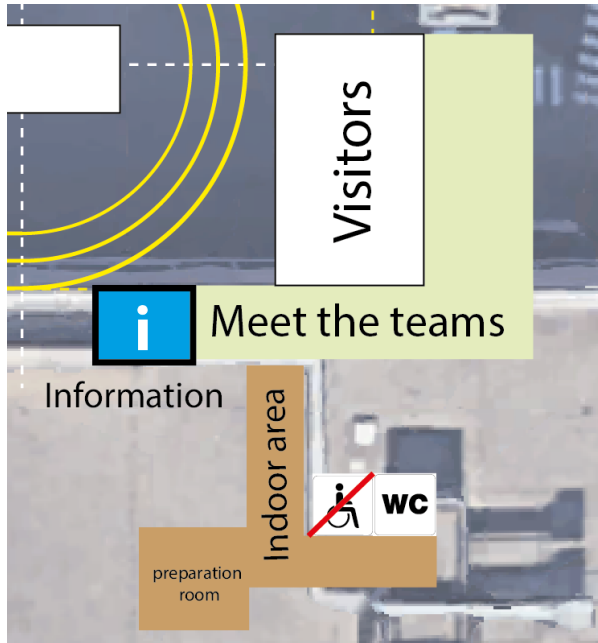 Visitors
i
Meet the teams
Information
Indoor area
WC
preparation
room